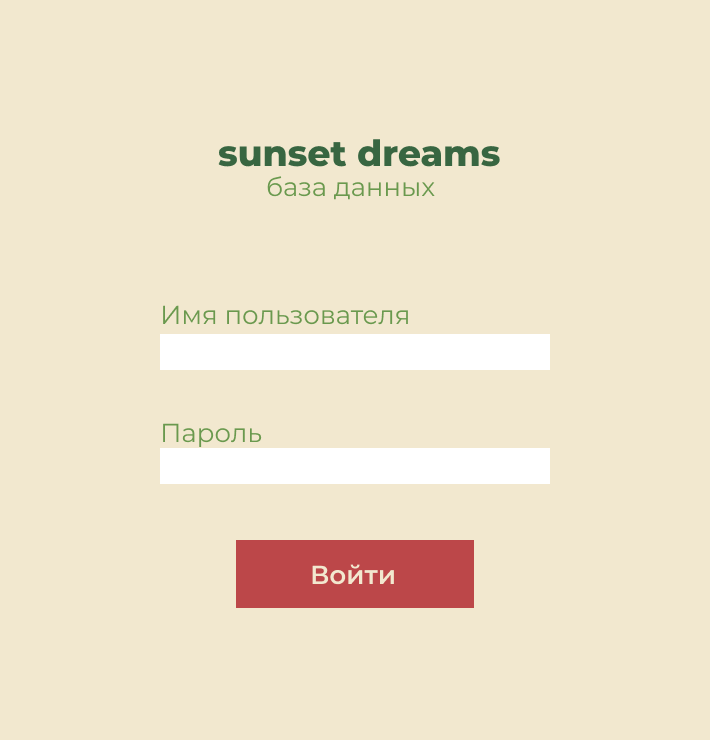 sunset dreams
база данных
Имя пользователя
Пароль
Войти